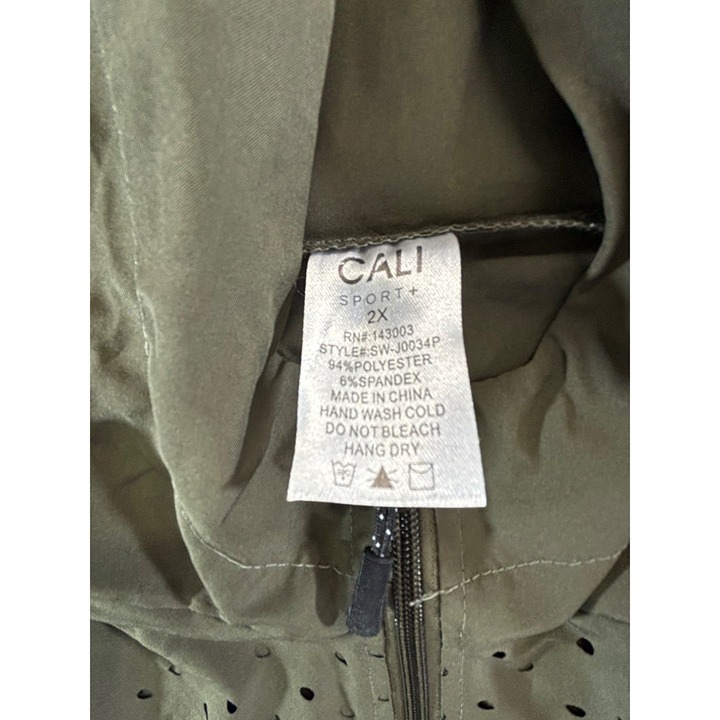 CALI
SPORT+
2X
RN#:143003
STYLE#:SW-J0034P
94%POLYESTER
6%SPANDEX
MADE IN CHINA
HAND WASH COLD
DO NOT BLEACH
HANG DRY